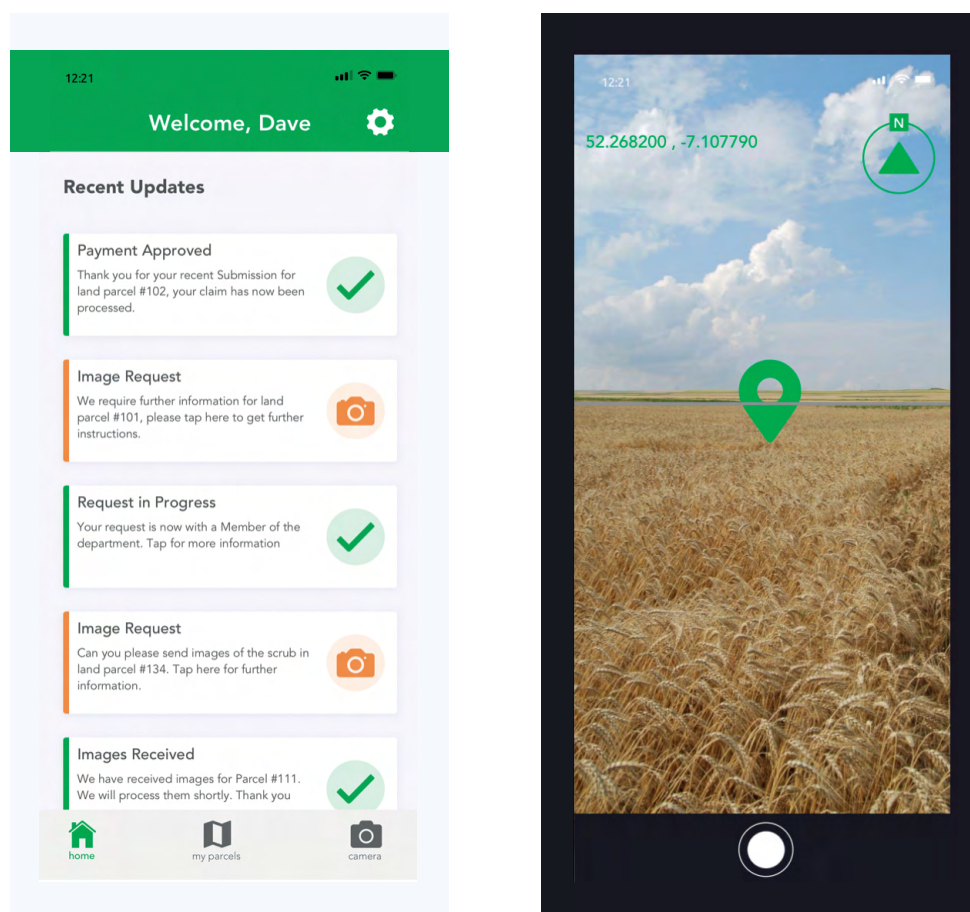 12:21
Welcome, Dave
Recent Updates
Payment Approved
Thank you for your recent Submission for
land parcel #102, your claim has now been
processed.
Image Request
We require further information for land
parcel #101, please tap here to get further
instructions.
Request in Progress
Your request is now with a Member of the
department. Tap for more information
Image Request
Can you please send images of the scrub in
land parcel #134. Tap here for further
information.
Images Received
We have received images for Parcel #111.
We will process them shortly. Thank you
home
my parcels
camera
12:21
N
52.268200 , -7.107790